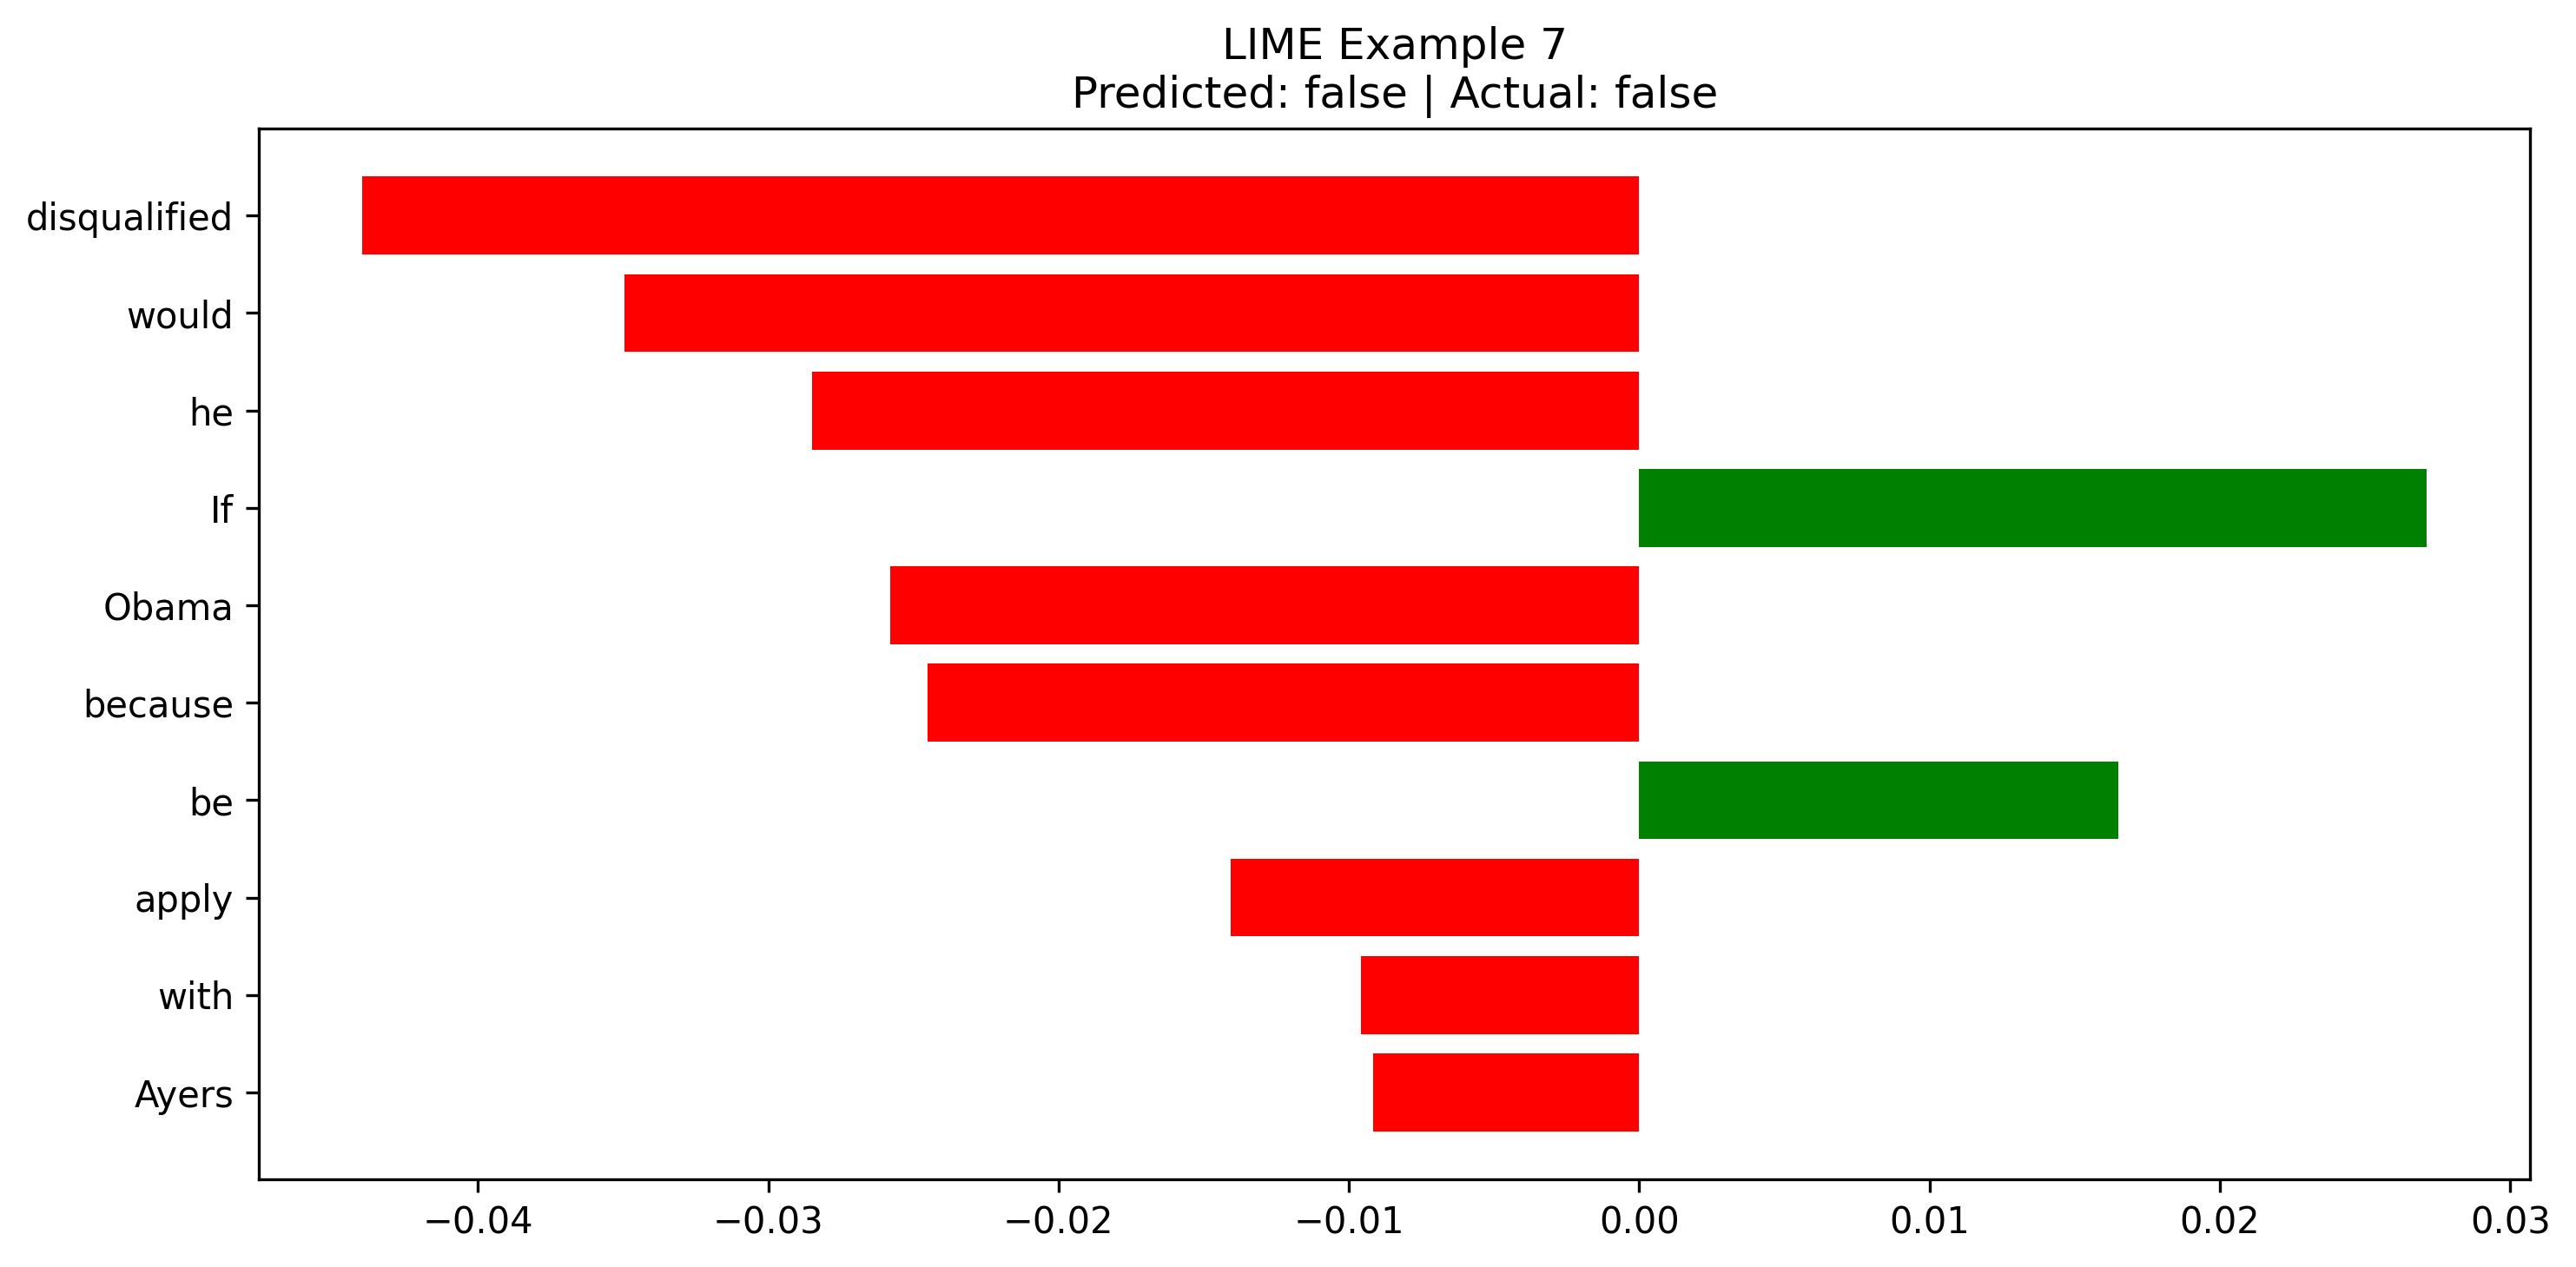 LIME Example 7
Predicted: false | Actual: false
disqualified
would
he
If
Obama
because
be
apply
with
Ayers
−0.04 −0.03 −0.02 −0.01 0.00 0.01 0.02 0.03